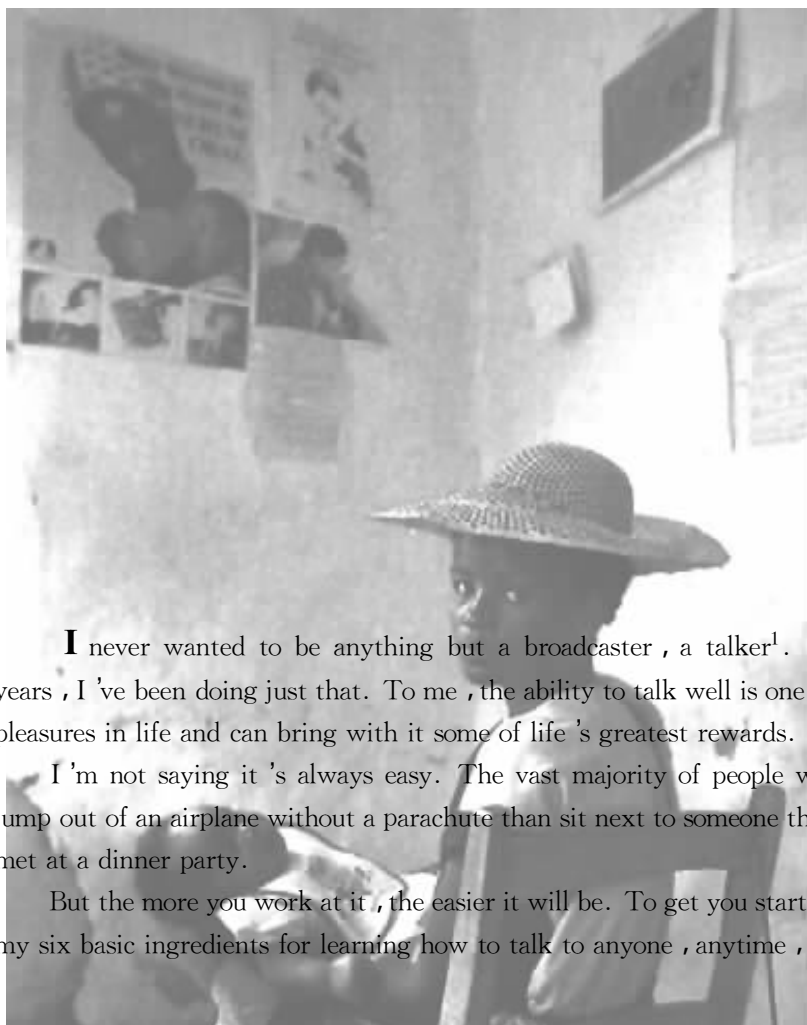 I never wanted to be anything but a broadcaster , a talker¹.
years , I 've been doing just that. To me , the ability to talk well is one
pleasures in life and can bring with it some of life 's greatest rewards.
I 'm not saying it 's always easy. The vast majority of people w
ump out of an airplane without a parachute than sit next to someone th
met at a dinner party.
But the more you work at it , the easier it will be. To get you start
my six basic ingredients for learning how to talk to anyone , anytime ,